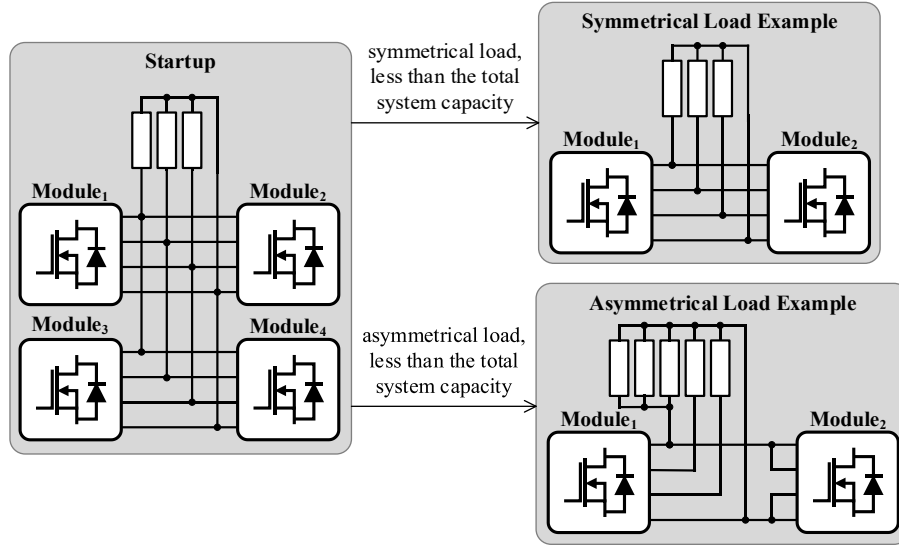 Startup
Module₁
Module₂
Module₃
Module₄
symmetrical load,
less than the total
system capacity
Symmetrical Load Example
Module₁
Module₂
asymmetrical load,
less than the total
system capacity
Asymmetrical Load Example
Module₁
Module₂